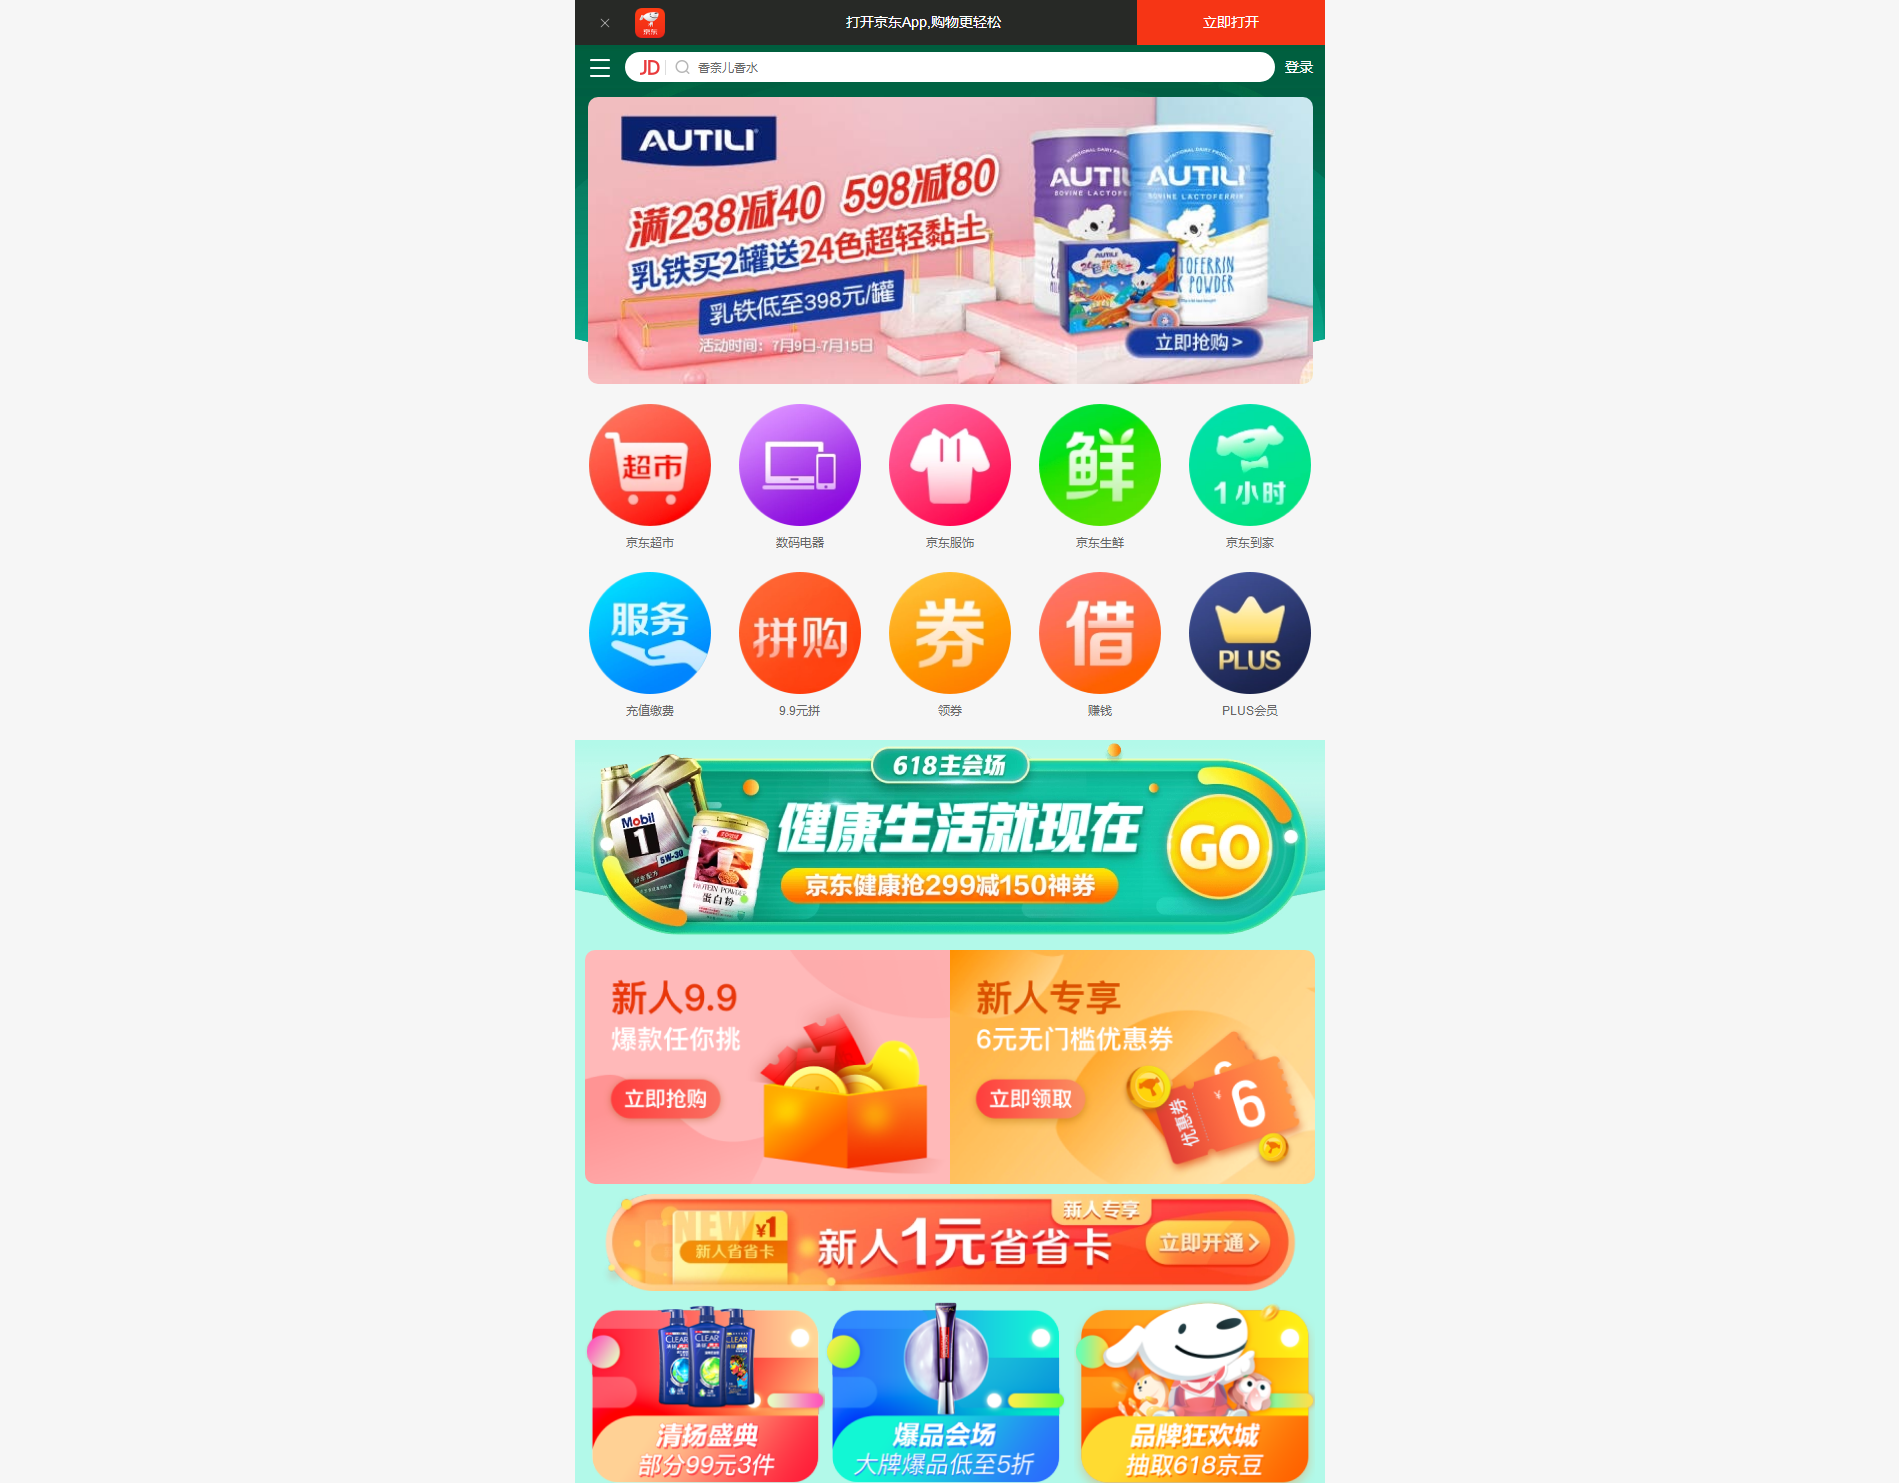 京东
打开京东App,购物更轻松
立即打开
JD
香奈儿香水
登录
AUTILI
满238减40 598减80
乳铁买2罐送24色超轻黏土
乳铁低至398元/罐
活动时间：7月9日-7月15日
NUTRITIONAL DAIRY PRODUCT
AUTILI
BOVINE LACTOFERRIN
立即抢购 >
超市
鲜
1小时
京东超市
数码电器
京东服饰
京东生鲜
京东到家
服务
拼购
券
借
PLUS
充值缴费
9.9元拼
领券
赚钱
PLUS会员
618主会场
健康生活就现在
京东健康抢299减150神券
GO
Mobil
1
5W-30
PROTEIN POWDER
蛋白粉
新人9.9
爆款任你挑
立即抢购
新人专享
6元无门槛优惠券
立即领取
优惠券
¥
6
NEW
¥1
新人省省卡
新人1元省省卡
新人专享
立即开通
CLEAR
CLEAR
CLEAR
清扬盛典
部分99元3件
爆品会场
大牌爆品低至5折
品牌狂欢城
抽取618京豆